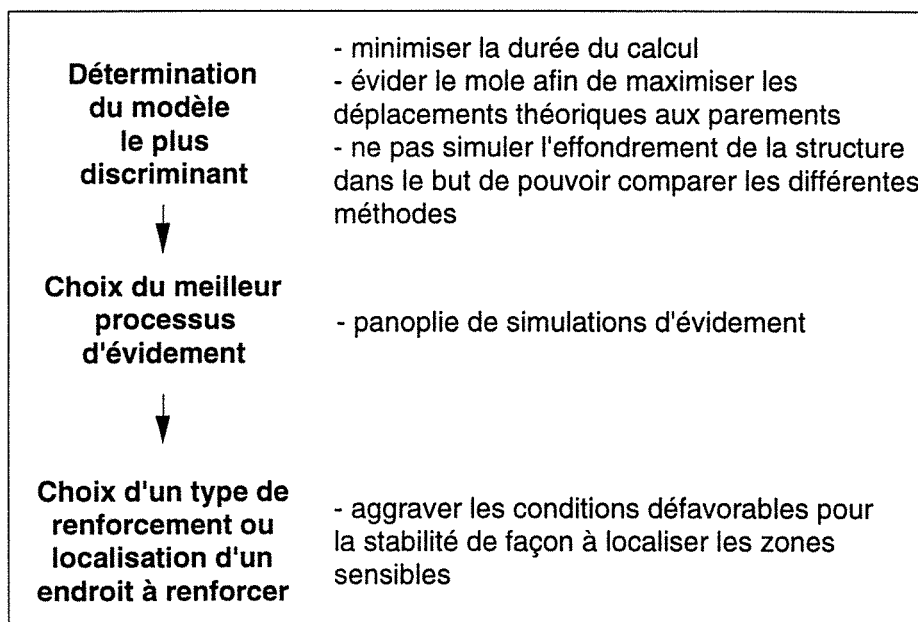 Détermination
du modèle
le plus
discriminant
- minimiser la durée du calcul
- évider le mole afin de maximiser les
déplacements théoriques aux parements
- ne pas simuler l'effondrement de la structure
dans le but de pouvoir comparer les différentes
méthodes
Choix du meilleur
processus
d'évidement
- panoplie de simulations d'évidement
Choix d'un type de
renforcement ou
localisation d'un
endroit à renforcer
- aggraver les conditions défavorables pour
la stabilité de façon à localiser les zones
sensibles